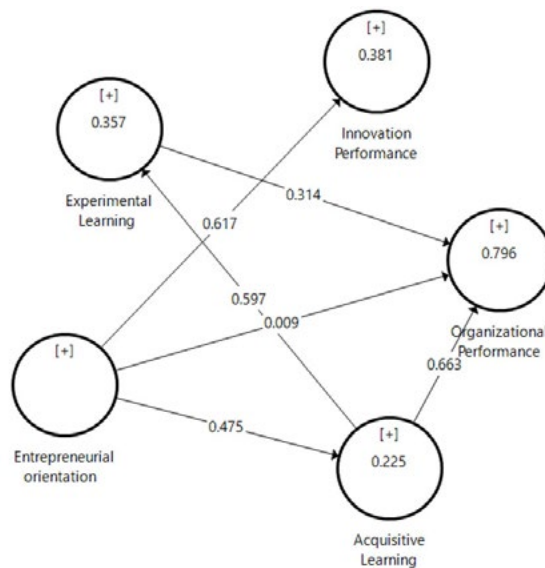 [+]
0.381
Innovation
Performance
[+]
0.357
Experimental
Learning
0.314
0.617
[+]
0.796
Organizational
Performance
0.597
0.009
0.663
[+]
Entrepreneurial
orientation
0.475
[+]
0.225
Acquisitive
Learning